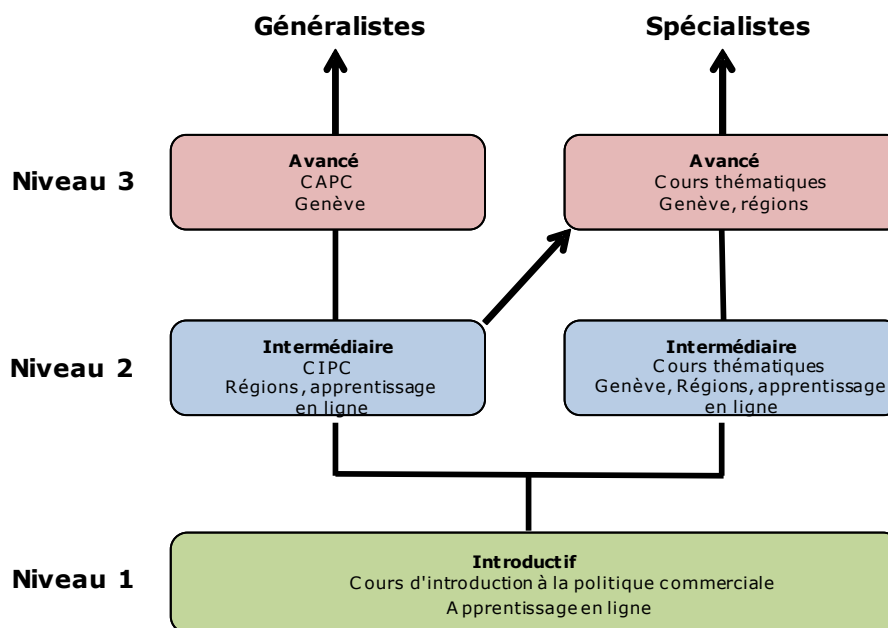 Généralistes
Spécialistes
Niveau 3
Avancé
CAPC
Genève
Avancé
Cours thématiques
Genève, régions
Niveau 2
Intermédiaire
CIPC
Régions, apprentissage
en ligne
Intermédiaire
Cours thématiques
Genève, Régions, apprentissage
en ligne
Niveau 1
Introductif
Cours d'introduction à la politique commerciale
Apprentissage en ligne